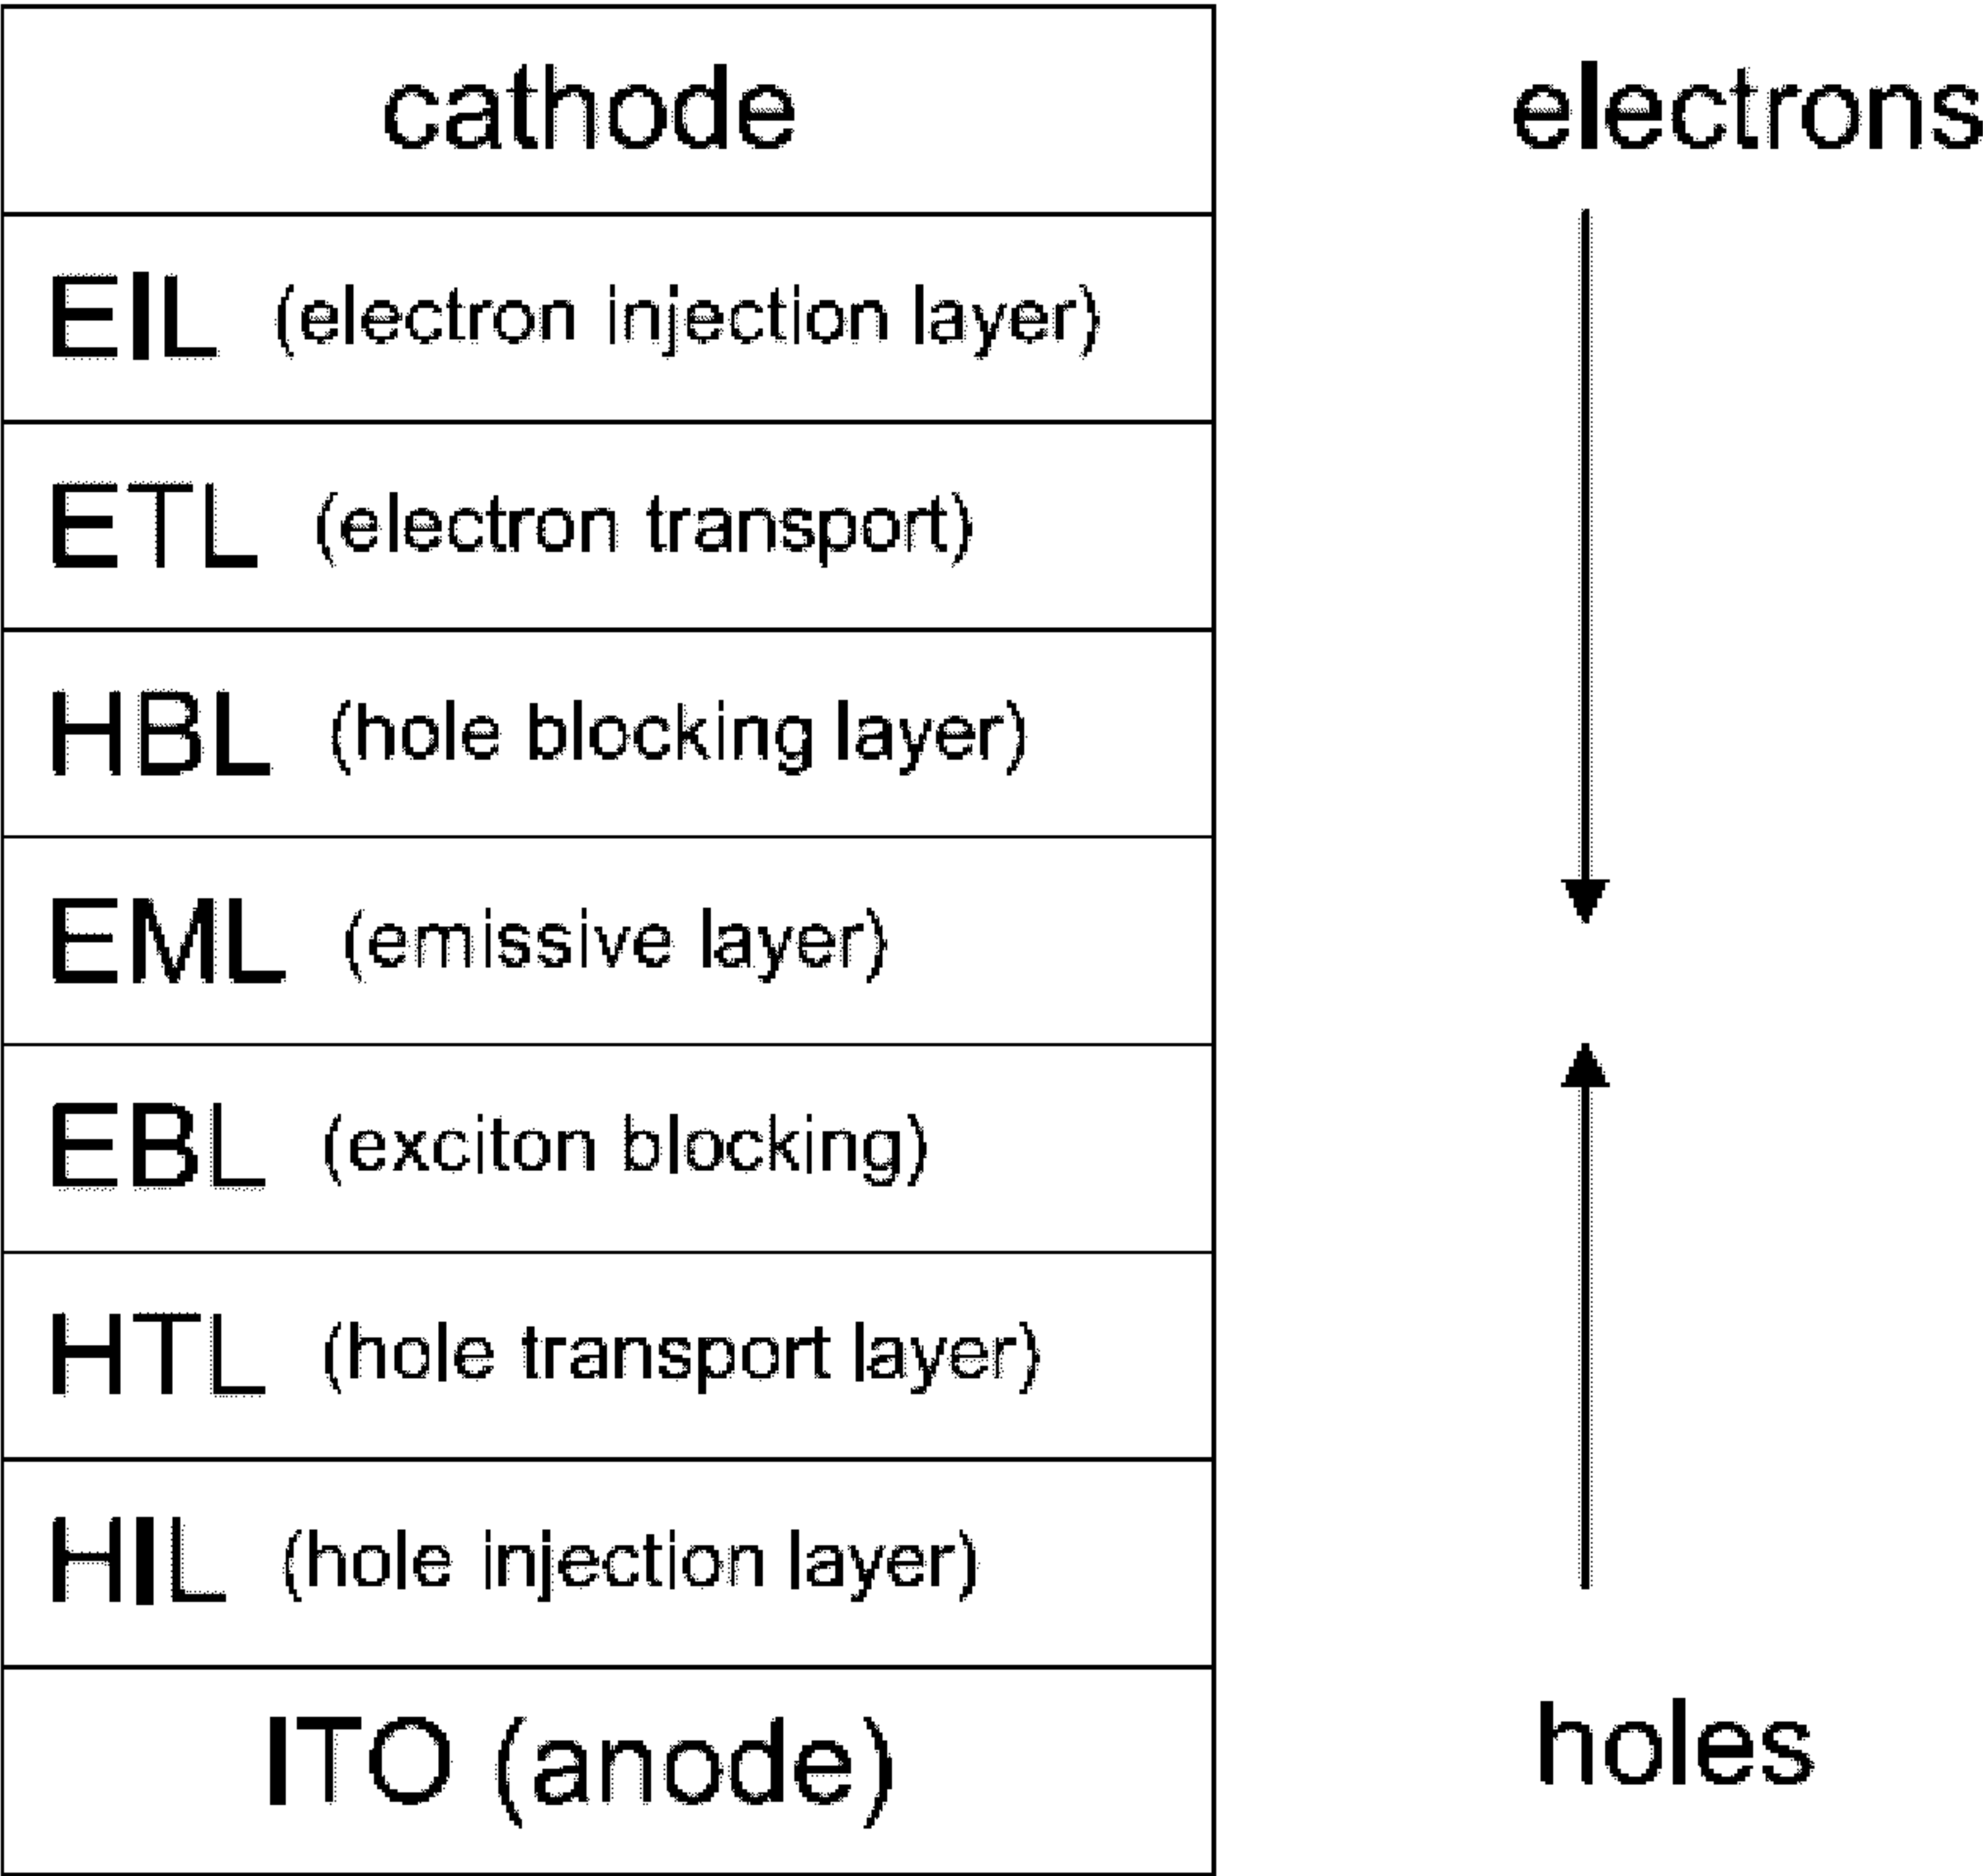 cathode
electrons
EIL (electron injection layer)
ETL (electron transport)
HBL (hole blocking layer)
EML (emissive layer)
EBL (exciton blocking)
HTL (hole transport layer)
HIL (hole injection layer)
ITO (anode)
holes